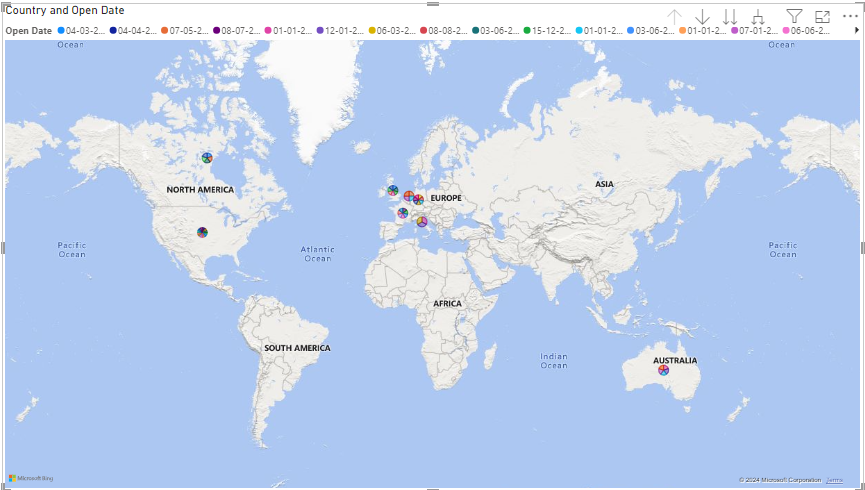 Country and Open Date
Open Date 04-03-2... 04-04-2... 07-05-2... 08-07-2... 01-01-2... 12-01-2... 06-03-2... 08-08-2... 03-06-2... 15-12-2... 01-01-2... 03-06-2... 01-01-2... 07-01-2... 06-06-2...
Ocean Ocean
NORTH AMERICA
EUROPE
ASIA
Pacific
Ocean
Atlantic
Ocean
Pacific
Ocean
AFRICA
SOUTH AMERICA
Indian
Ocean
AUSTRALIA
Microsoft Bing
© 2024 Microsoft Corporation Terms